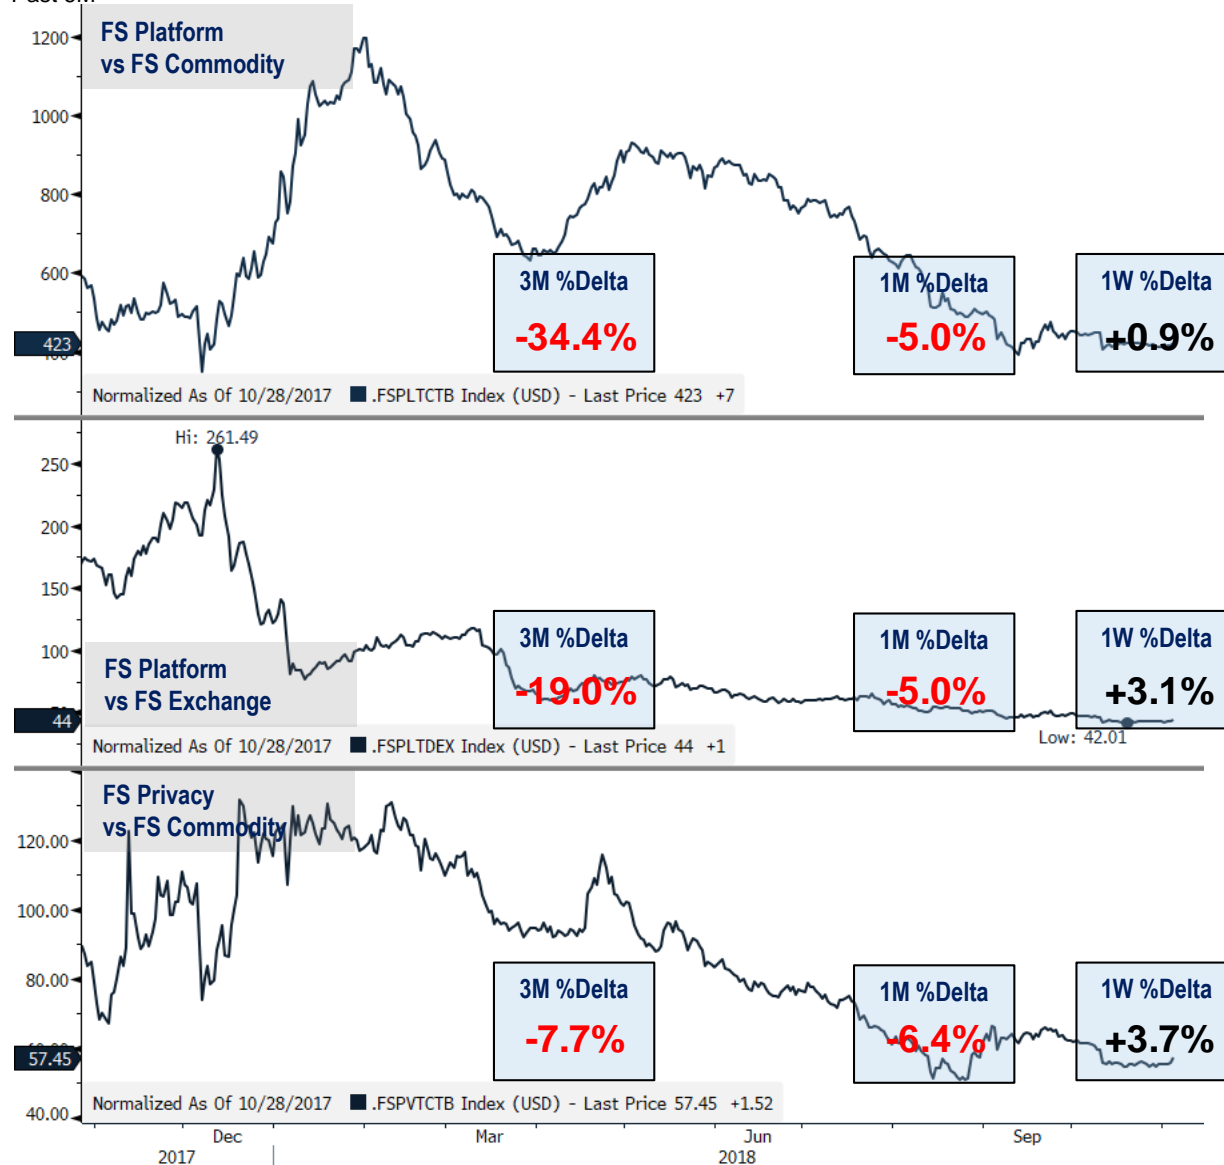 FS Platform
vs FS Commodity
1200
1000
800
600
400
423
3M %Delta
-34.4%
1M %Delta
-5.0%
1W %Delta
+0.9%
Normalized As Of 10/28/2017 .FSPLTCTB Index (USD) - Last Price 423 +7
Hi: 261.49
250
200
150
100
44
FS Platform
vs FS Exchange
3M %Delta
-19.0%
1M %Delta
-5.0%
1W %Delta
+3.1%
Low: 42.01
Normalized As Of 10/28/2017 .FSPLTDEX Index (USD) - Last Price 44 +1
FS Privacy
vs FS Commodity
120.00
100.00
80.00
57.45
40.00
3M %Delta
-7.7%
1M %Delta
-6.4%
1W %Delta
+3.7%
Normalized As Of 10/28/2017 .FSPVTCTB Index (USD) - Last Price 57.45 +1.52
Dec Mar Jun Sep
2017 2018